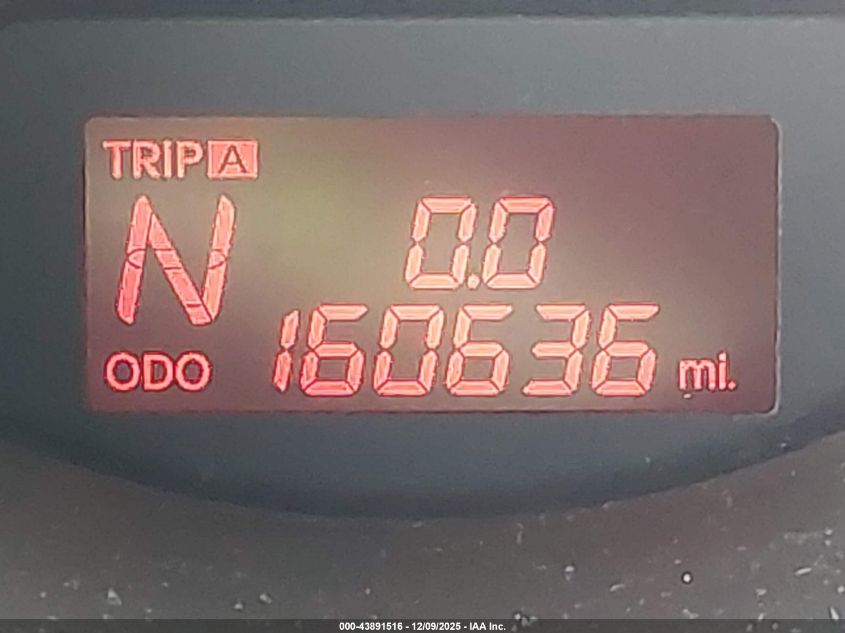 TRIP A
N 0.0
ODO 160636 mi.
000-43891516 - 12/09/2025 - IAA Inc.